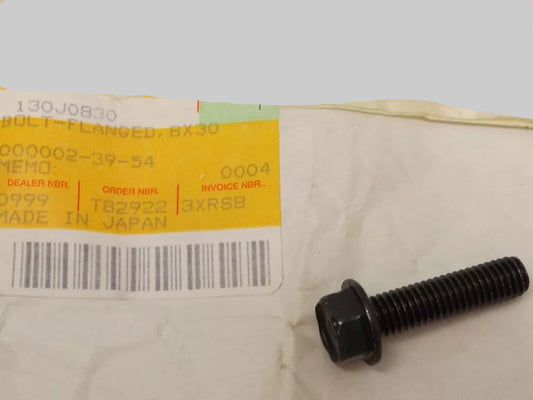 130J0830
BOLT-FLANGED, 8X30
000002-39-54
MEMO: 0004
DEALER NBR. ORDER NBR. INVOICE NBR..
0999 T82922 3XRS8
MADE IN JAPAN